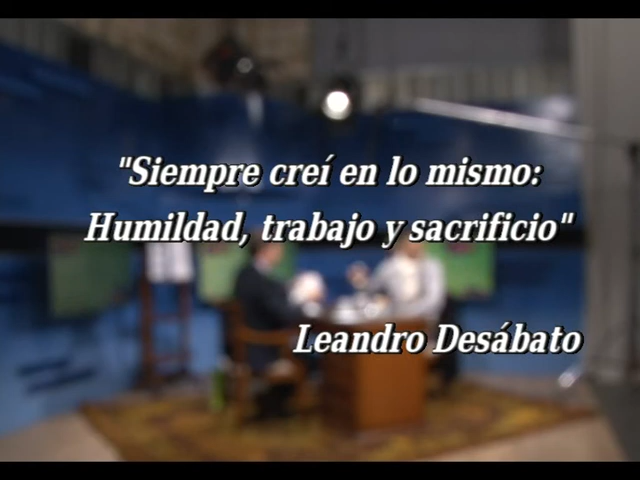 "Siempre creí en lo mismo:
Humildad, trabajo y sacrificio"
Leandro Desábato